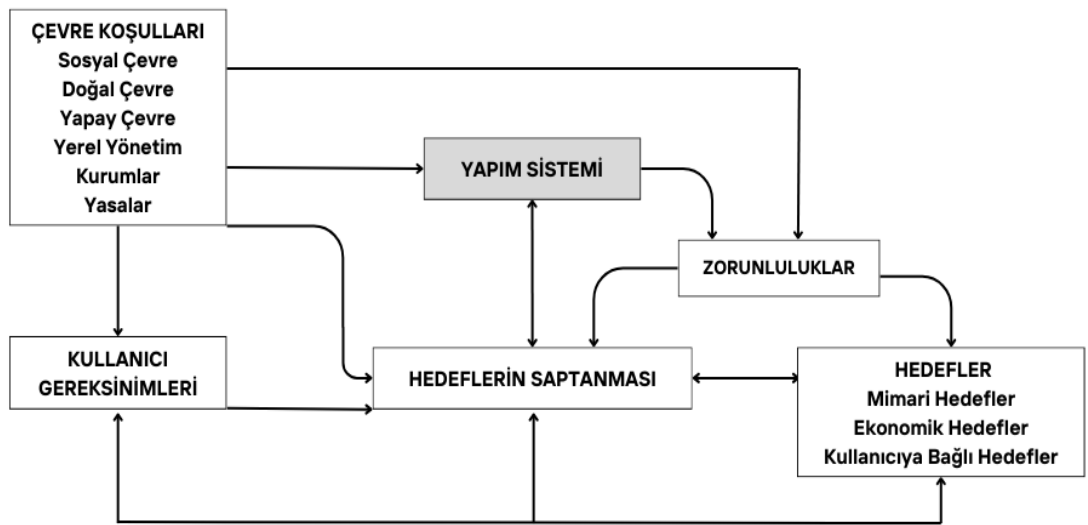 ÇEVRE KOŞULLARI
Sosyal Çevre
Doğal Çevre
Yapay Çevre
Yerel Yönetim
Kurumlar
Yasalar
YAPIM SİSTEMİ
ZORUNLULUKLAR
KULLANICI
GEREKSİNİMLERİ
HEDEFLERİN SAPTANMASI
HEDEFLER
Mimari Hedefler
Ekonomik Hedefler
Kullanıcıya Bağlı Hedefler